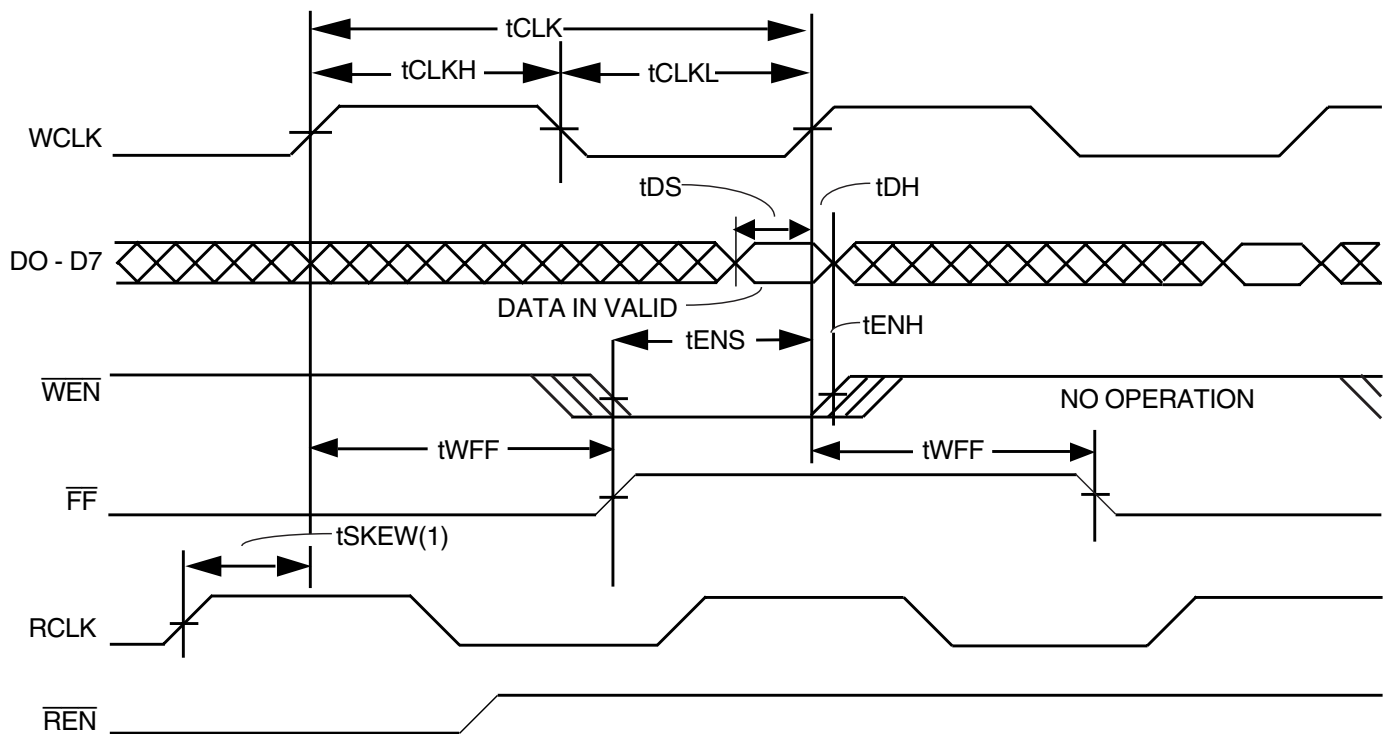 tCLK
tCLKH
tCLKL
WCLK
tDS
tDH
DO - D7
DATA IN VALID
tENS
tENH
WEN
NO OPERATION
tWFF
tWFF
FF
tSKEW(1)
RCLK
REN